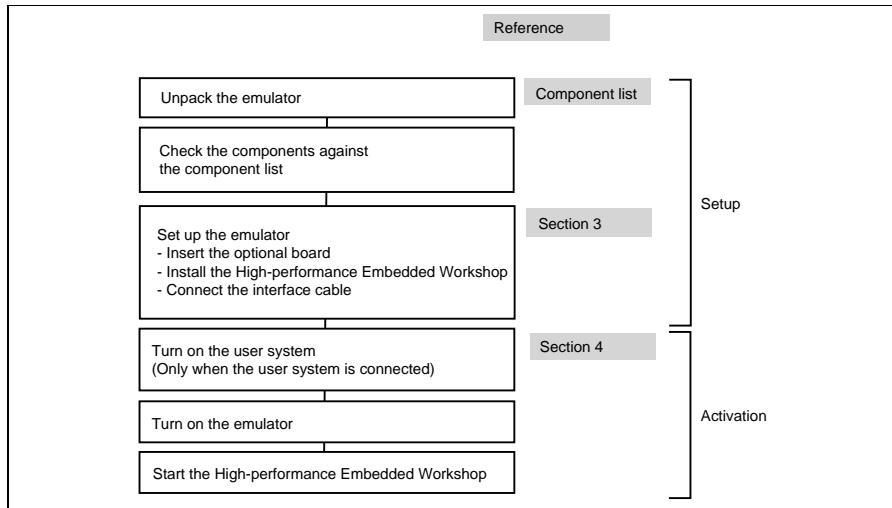 Reference
Unpack the emulator
Component list
Check the components against
the component list
Setup
Section 3
Set up the emulator
- Insert the optional board
- Install the High-performance Embedded Workshop
- Connect the interface cable
Turn on the user system
(Only when the user system is connected)
Section 4
Activation
Turn on the emulator
Start the High-performance Embedded Workshop